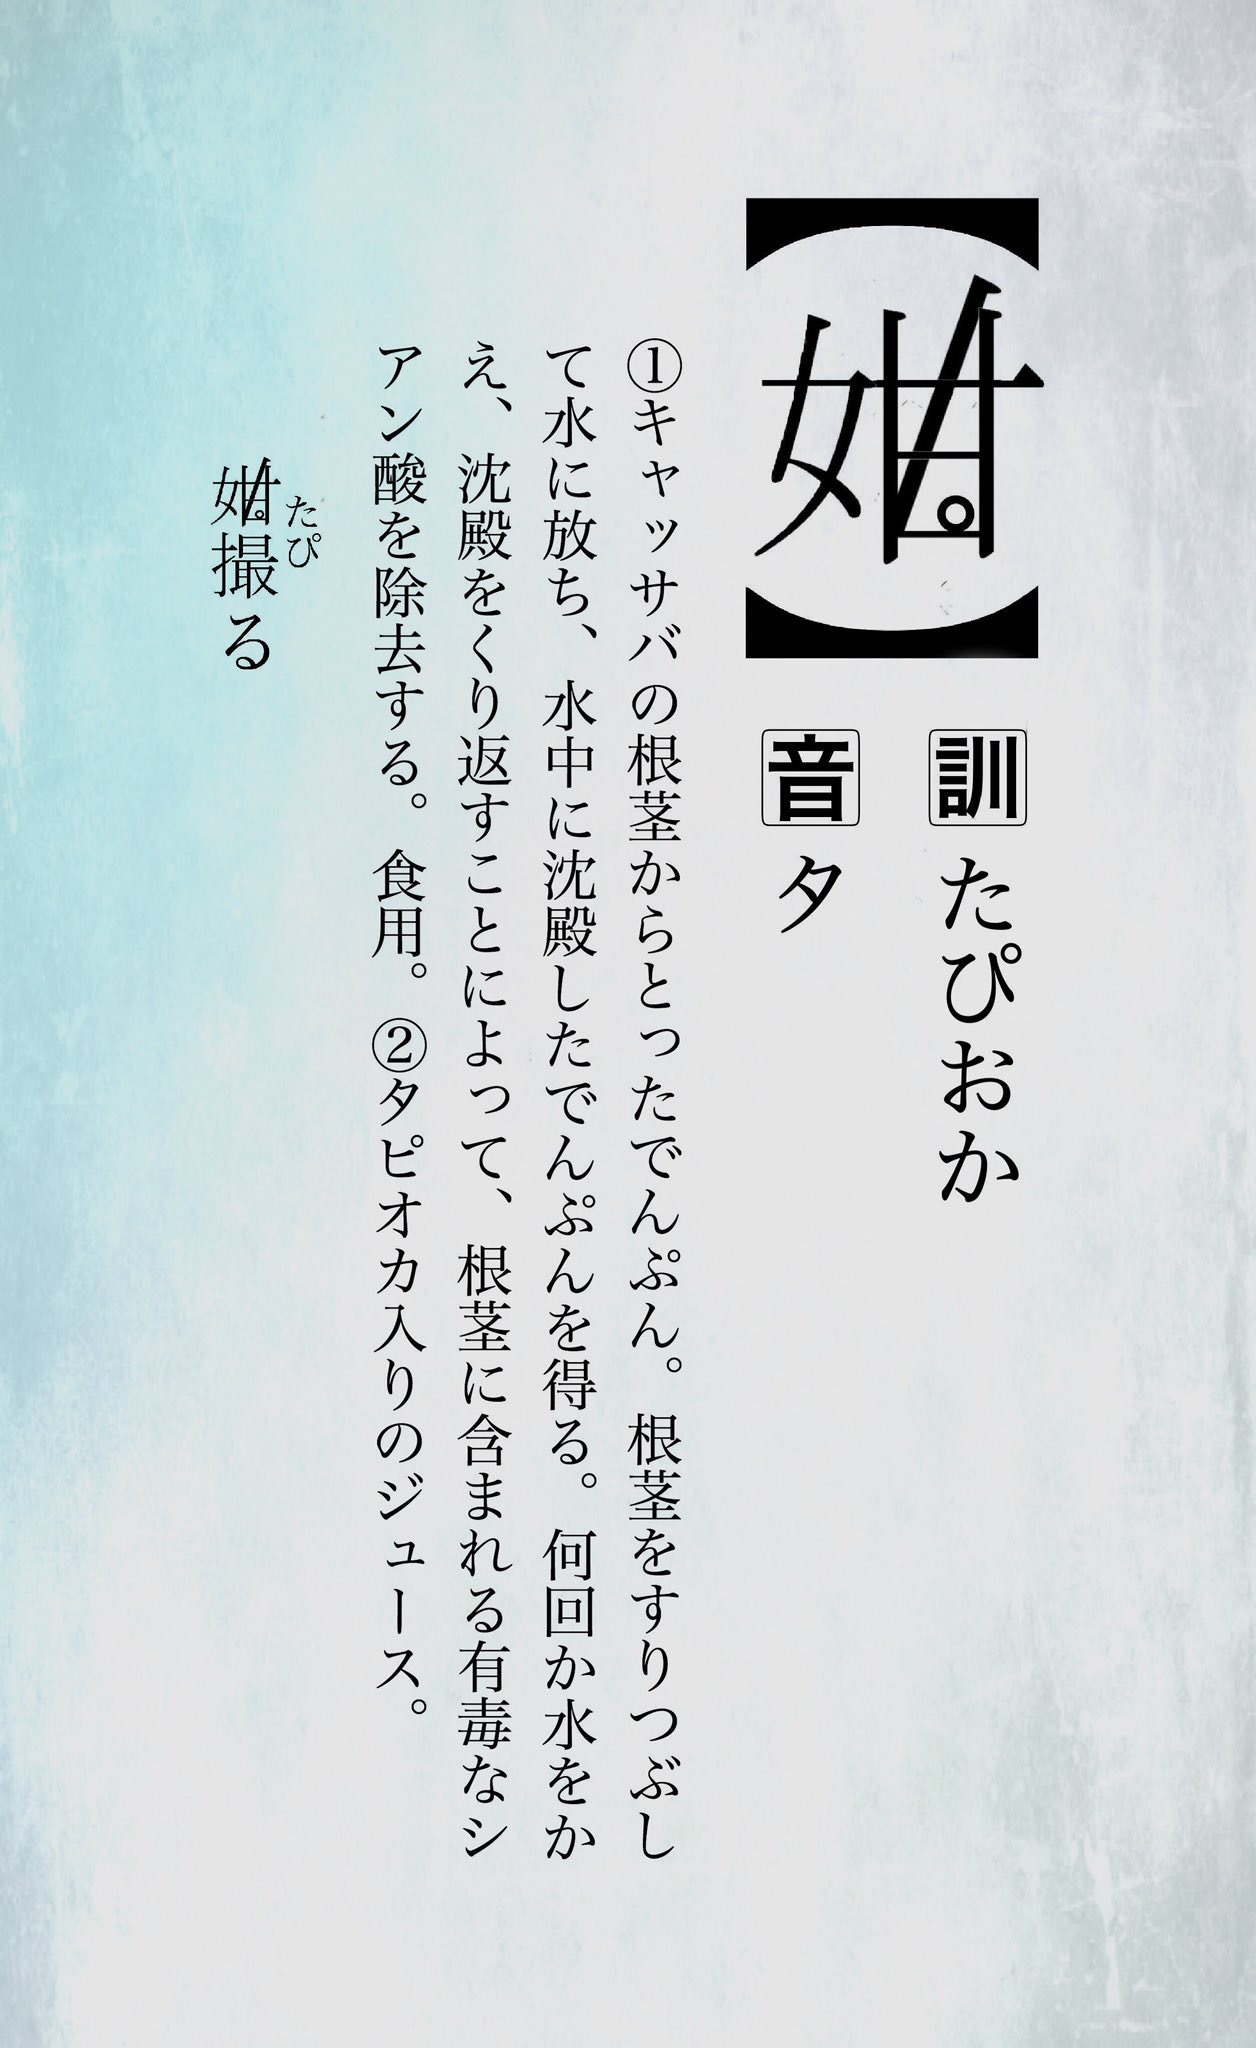 【】
訓 たぴおか
音 タ
①キャッサバの根茎からとったでんぷん。根茎をすりつぶし
て水に放ち、水中に沈殿したでんぷんを得る。何回か水をか
え、沈殿をくり返すことによって、根茎に含まれる有毒なシ
アン酸を除去する。食用。②タピオカ入りのジュース。
たぴ
撮る